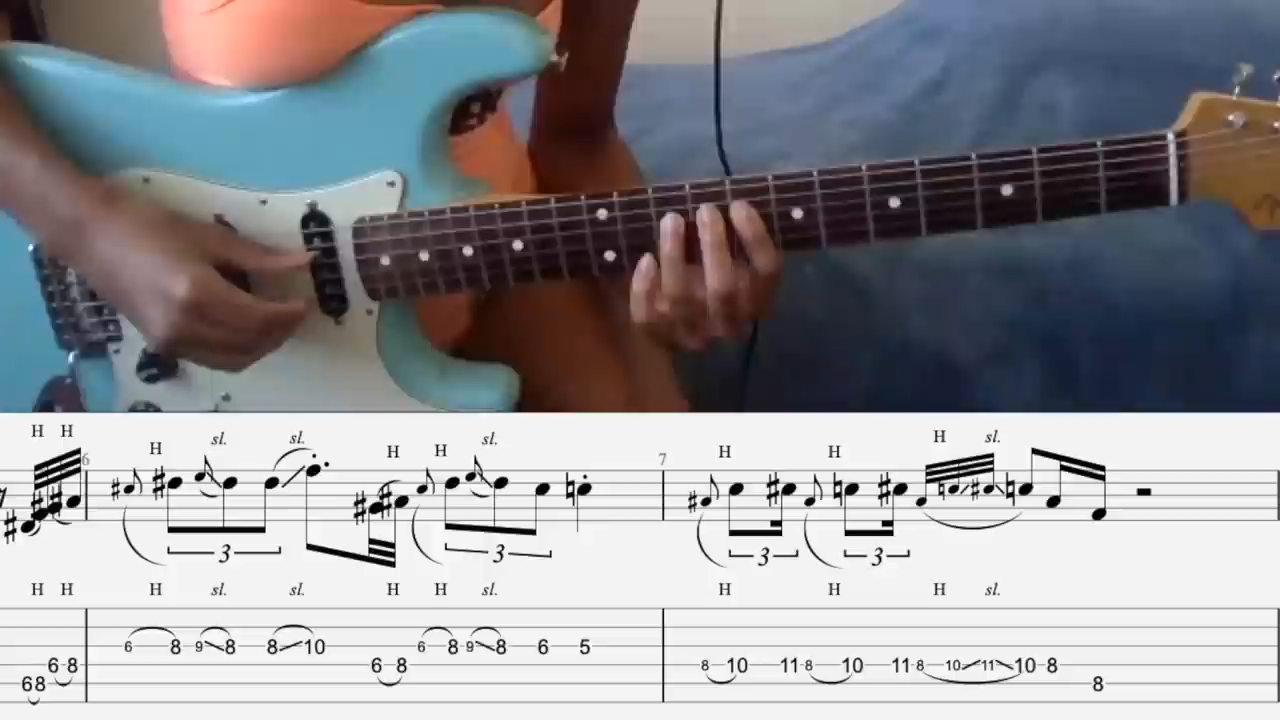 H H H sl. sl. H H sl. H H H sl.
6 7
3 3 3 3
H H H sl. sl. H H sl. H H H sl.
6 8 9 8 8 10 6 8 9 8 6 5
6 8 6 8 8 10 11 8 10 11 8 10 11 10 8
6 8 8